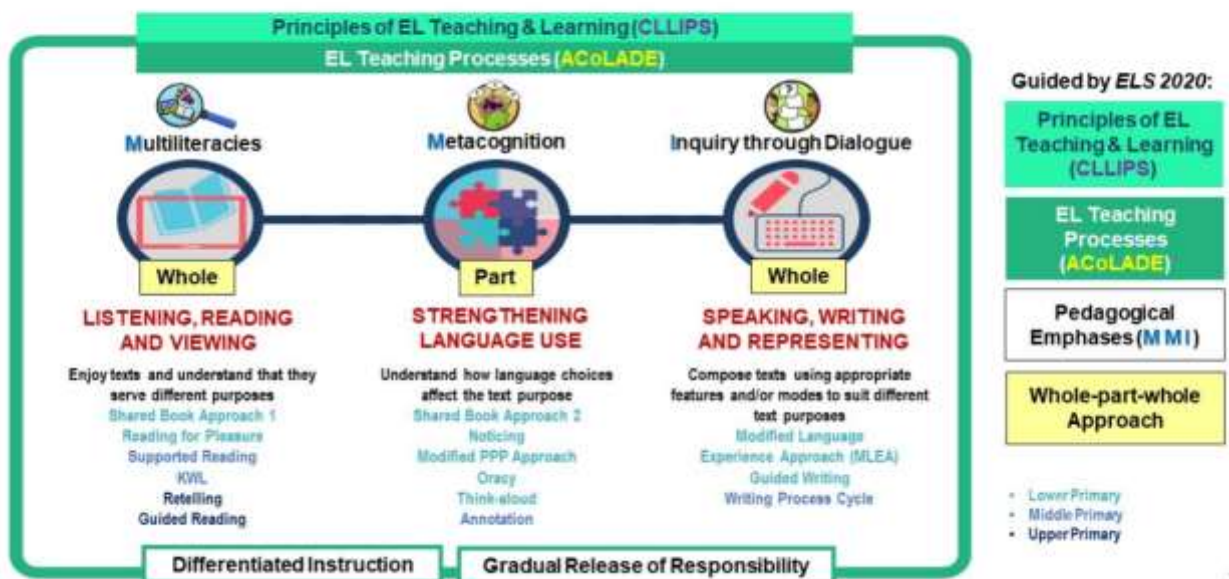 Principles of EL Teaching & Learning (CLLIPS)
EL Teaching Processes (ACoLADE)
Multiliteracies
Metacognition
Inquiry through Dialogue
Whole
Part
Whole
LISTENING, READING
AND VIEWING
Enjoy texts and understand that they
serve different purposes
Shared Book Approach 1
Reading for Pleasure
Supported Reading
KWL
Retelling
Guided Reading
STRENGTHENING
LANGUAGE USE
Understand how language choices
affect the text purpose
Shared Book Approach 2
Noticing
Modified PPP Approach
Oracy
Think-aloud
Annotation
SPEAKING, WRITING
AND REPRESENTING
Compose texts using appropriate
features and/or modes to suit different
text purposes
Modified Language
Experience Approach (MLEA)
Guided Writing
Writing Process Cycle
Differentiated Instruction
Gradual Release of Responsibility
Guided by ELS 2020:
Principles of EL
Teaching & Learning
(CLLIPS)
EL Teaching
Processes
(ACoLADE)
Pedagogical
Emphases (MMI)
Whole-part-whole
Approach
• Lower Primary
• Middle Primary
• Upper Primary